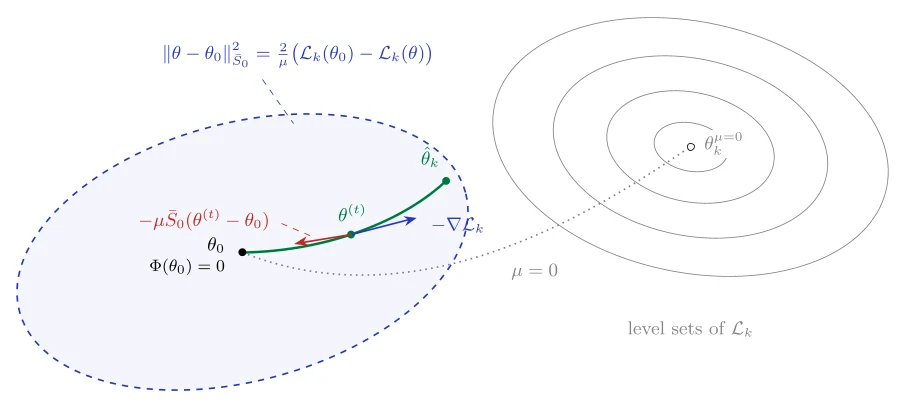 ‖θ − θ₀‖²_{S̄₀} = 2/μ (ℒₖ(θ₀) − ℒₖ(θ))
θₖ^{μ=0}
θ̂ₖ
−μS̄₀(θ⁽ᵗ⁾ − θ₀)
θ⁽ᵗ⁾
−∇ℒₖ
θ₀
Φ(θ₀) = 0
μ = 0
level sets of ℒₖ